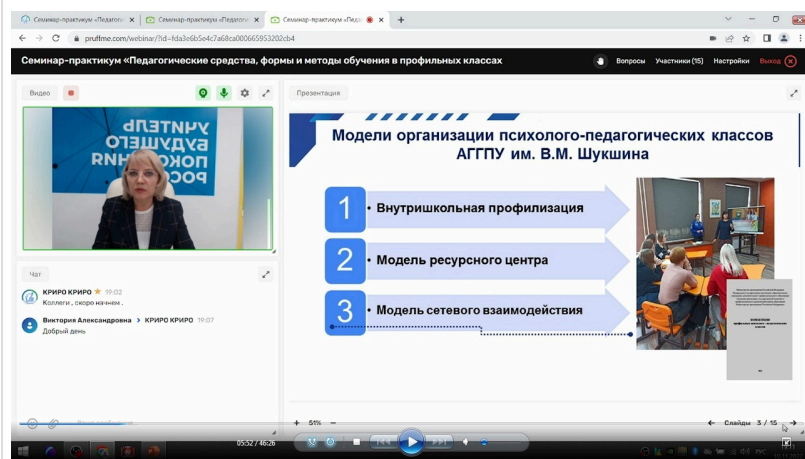 Семинар-практикум «Педагоги
Семинар-практикум «Педагоги
Семинар-практикум «Педа
pruffme.com/webinar/?id=fda3e6b5e4c7a68ca000665953202cb4
Семинар-практикум «Педагогические средства, формы и методы обучения в профильных классах
Вопросы Участники (15) Настройки Выход
Видео
УЧИТЕЛЬ
БУДУЩЕГО
ПОКОЛЕНИЯ
РОССИИ
Чат
КРИРО КРИРО 19:02
Коллеги , скоро начнем .
Виктория Александровна > КРИРО КРИРО 19:07
Добрый день
Презентация
Модели организации психолого-педагогических классов
АГГПУ им. В.М. Шукшина
1 • Внутришкольная профилизация
2 • Модель ресурсного центра
3 • Модель сетевого взаимодействия
+ 51% −
← Слайды 3 / 15 →
05:52 / 46:26
РУС